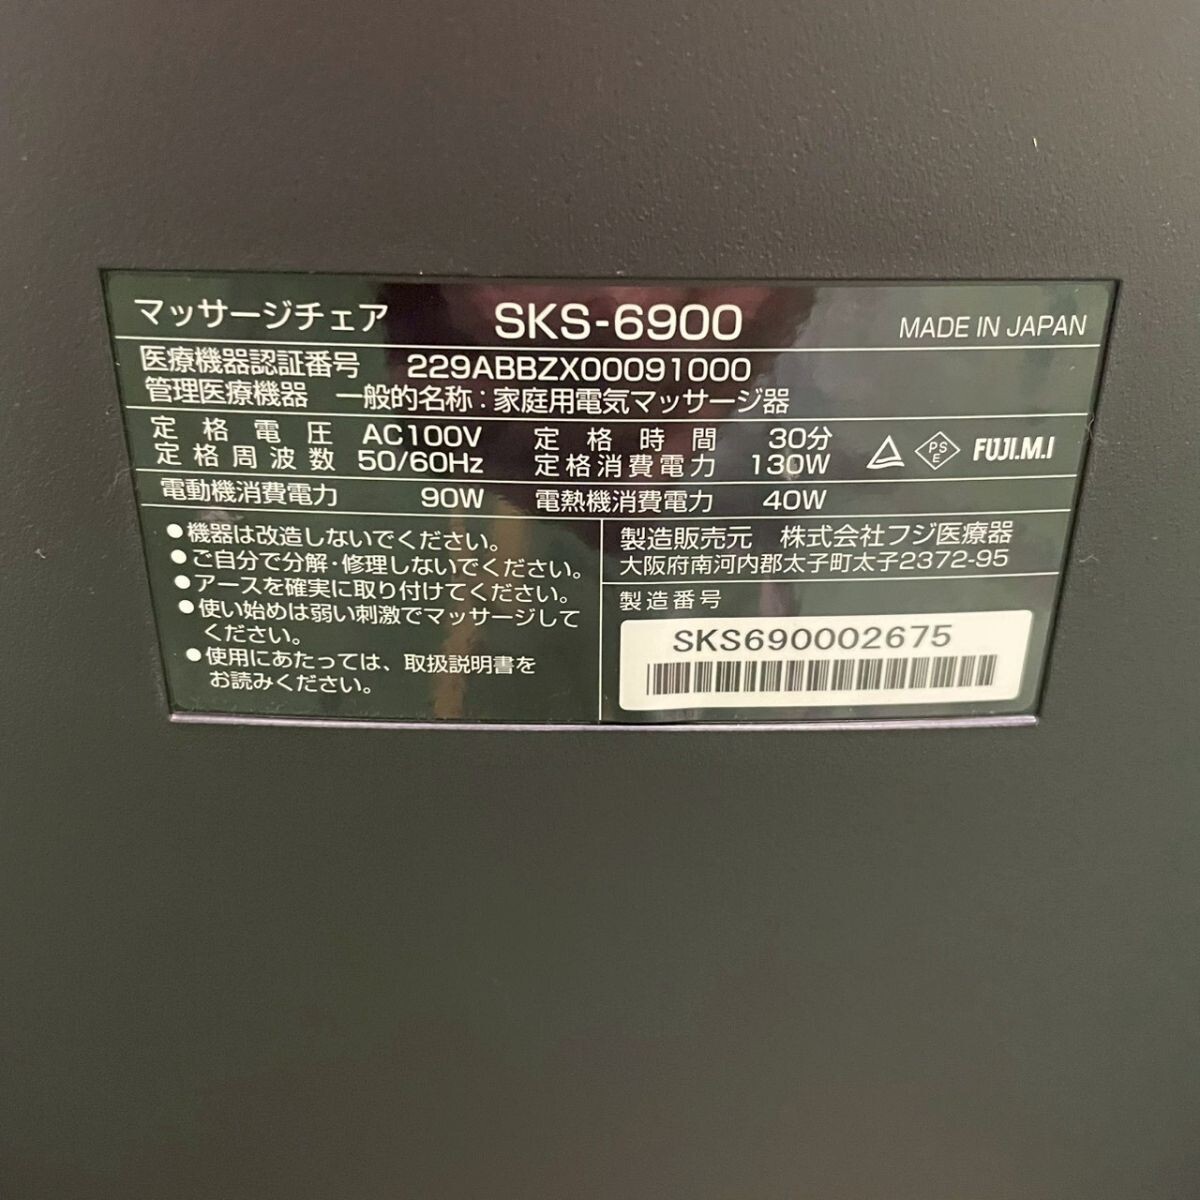 マッサージチェア SKS-6900 MADE IN JAPAN
医療機器認証番号 229ABBZX00091000
管理医療機器 一般的名称:家庭用電気マッサージ器
定格電圧 AC100V 定格時間 30分
定格周波数 50/60Hz 定格消費電力 130W
PS
E
FUJI.M.I
電動機消費電力 90W 電熱機消費電力 40W
●機器は改造しないでください。
●ご自分で分解・修理しないでください。
●アースを確実に取り付けてください。
●使い始めは弱い刺激でマッサージして
ください。
●使用にあたっては、取扱説明書を
お読みください。
製造販売元 株式会社フジ医療器
大阪府南河内郡太子町太子2372-95
製造番号
SKS690002675